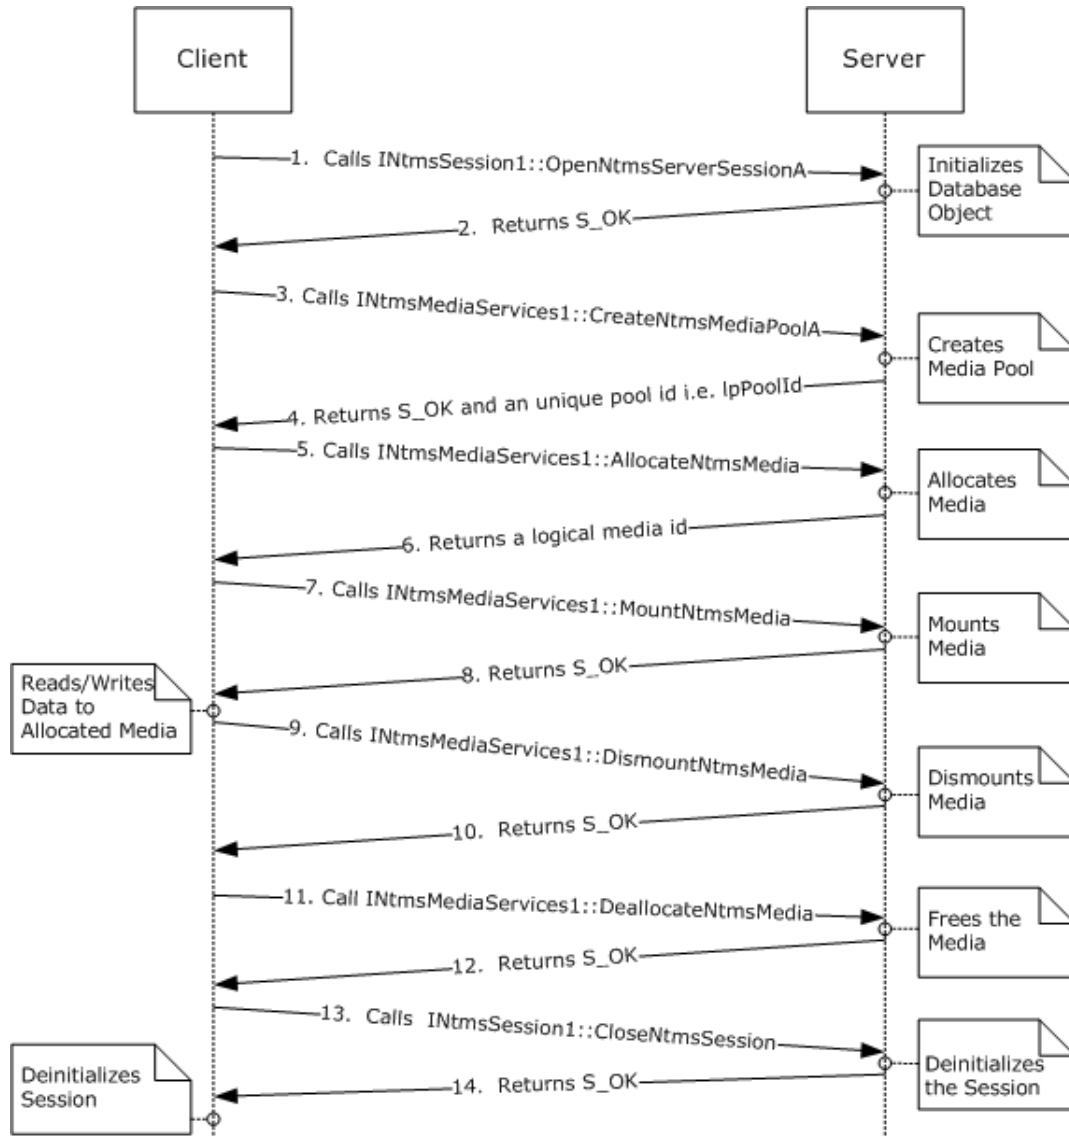 Client
Server
1.  Calls INtmsSession1::OpenNtmsServerSessionA
Initializes
Database
Object
2.  Returns S_OK
3. Calls INtmsMediaServices1::CreateNtmsMediaPoolA
Creates
Media Pool
4. Returns S_OK and an unique pool id i.e. lpPoolId
5. Calls INtmsMediaServices1::AllocateNtmsMedia
Allocates
Media
6. Returns a logical media id
7. Calls INtmsMediaServices1::MountNtmsMedia
Mounts
Media
8. Returns S_OK
Reads/Writes
Data to
Allocated Media
9. Calls INtmsMediaServices1::DismountNtmsMedia
Dismounts
Media
10.  Returns S_OK
11. Call INtmsMediaServices1::DeallocateNtmsMedia
Frees the
Media
12.  Returns S_OK
13.  Calls  INtmsSession1::CloseNtmsSession
Deinitializes
the Session
14.  Returns S_OK
Deinitializes
Session